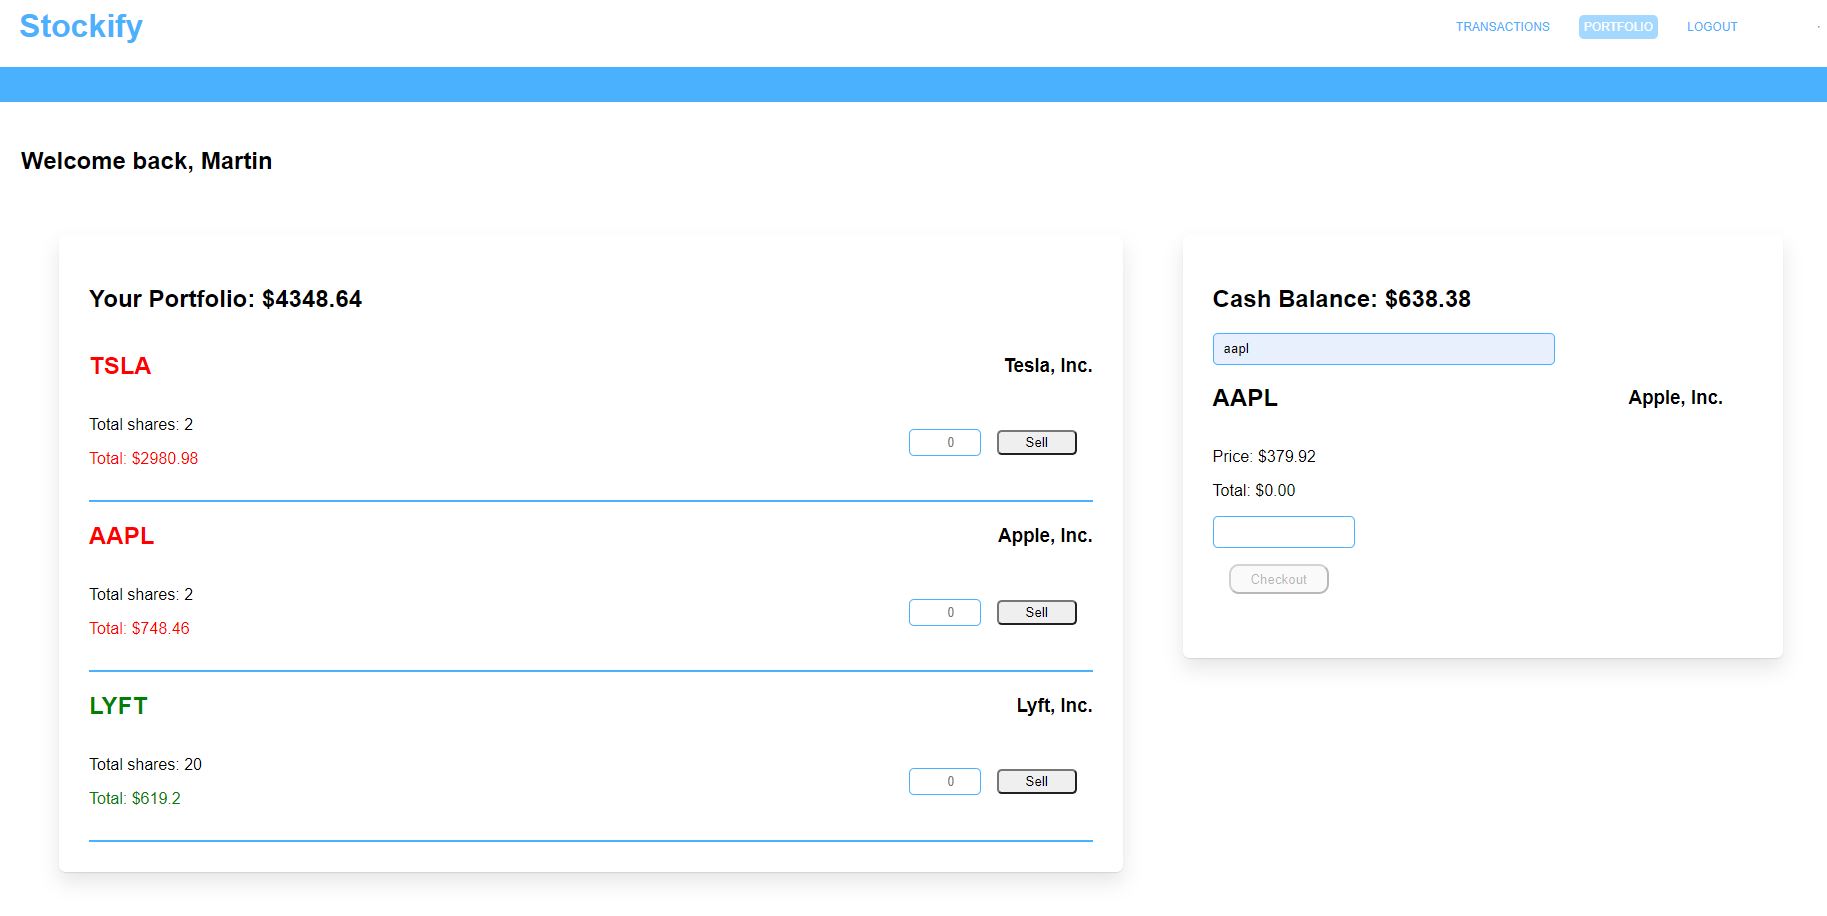 Stockify
TRANSACTIONS PORTFOLIO LOGOUT
Welcome back, Martin
Your Portfolio: $4348.64
TSLA Tesla, Inc.
Total shares: 2
0 Sell
Total: $2980.98
AAPL Apple, Inc.
Total shares: 2
0 Sell
Total: $748.46
LYFT Lyft, Inc.
Total shares: 20
0 Sell
Total: $619.2
Cash Balance: $638.38
aapl
AAPL Apple, Inc.
Price: $379.92
Total: $0.00
Checkout